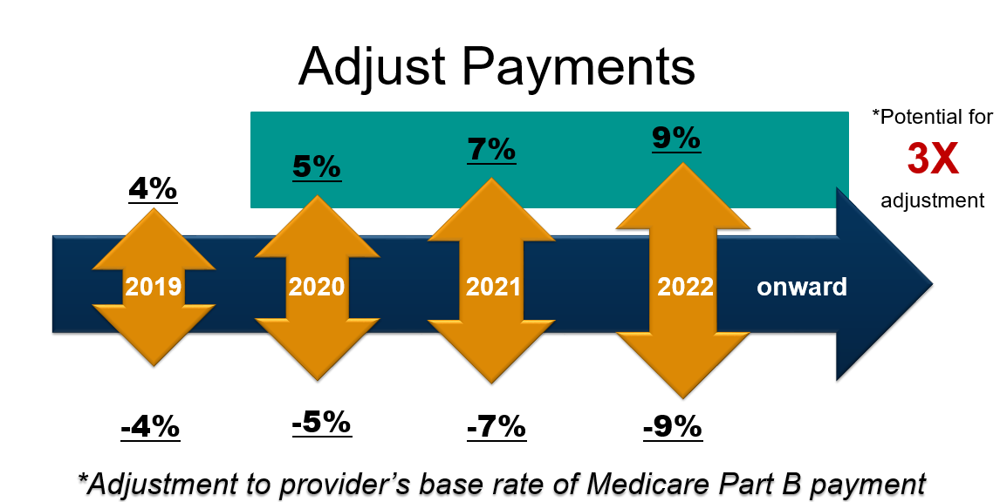 Adjust Payments
*Potential for
3X
adjustment
4%
5%
7%
9%
2019
2020
2021
2022
onward
-4%
-5%
-7%
-9%
*Adjustment to provider’s base rate of Medicare Part B payment